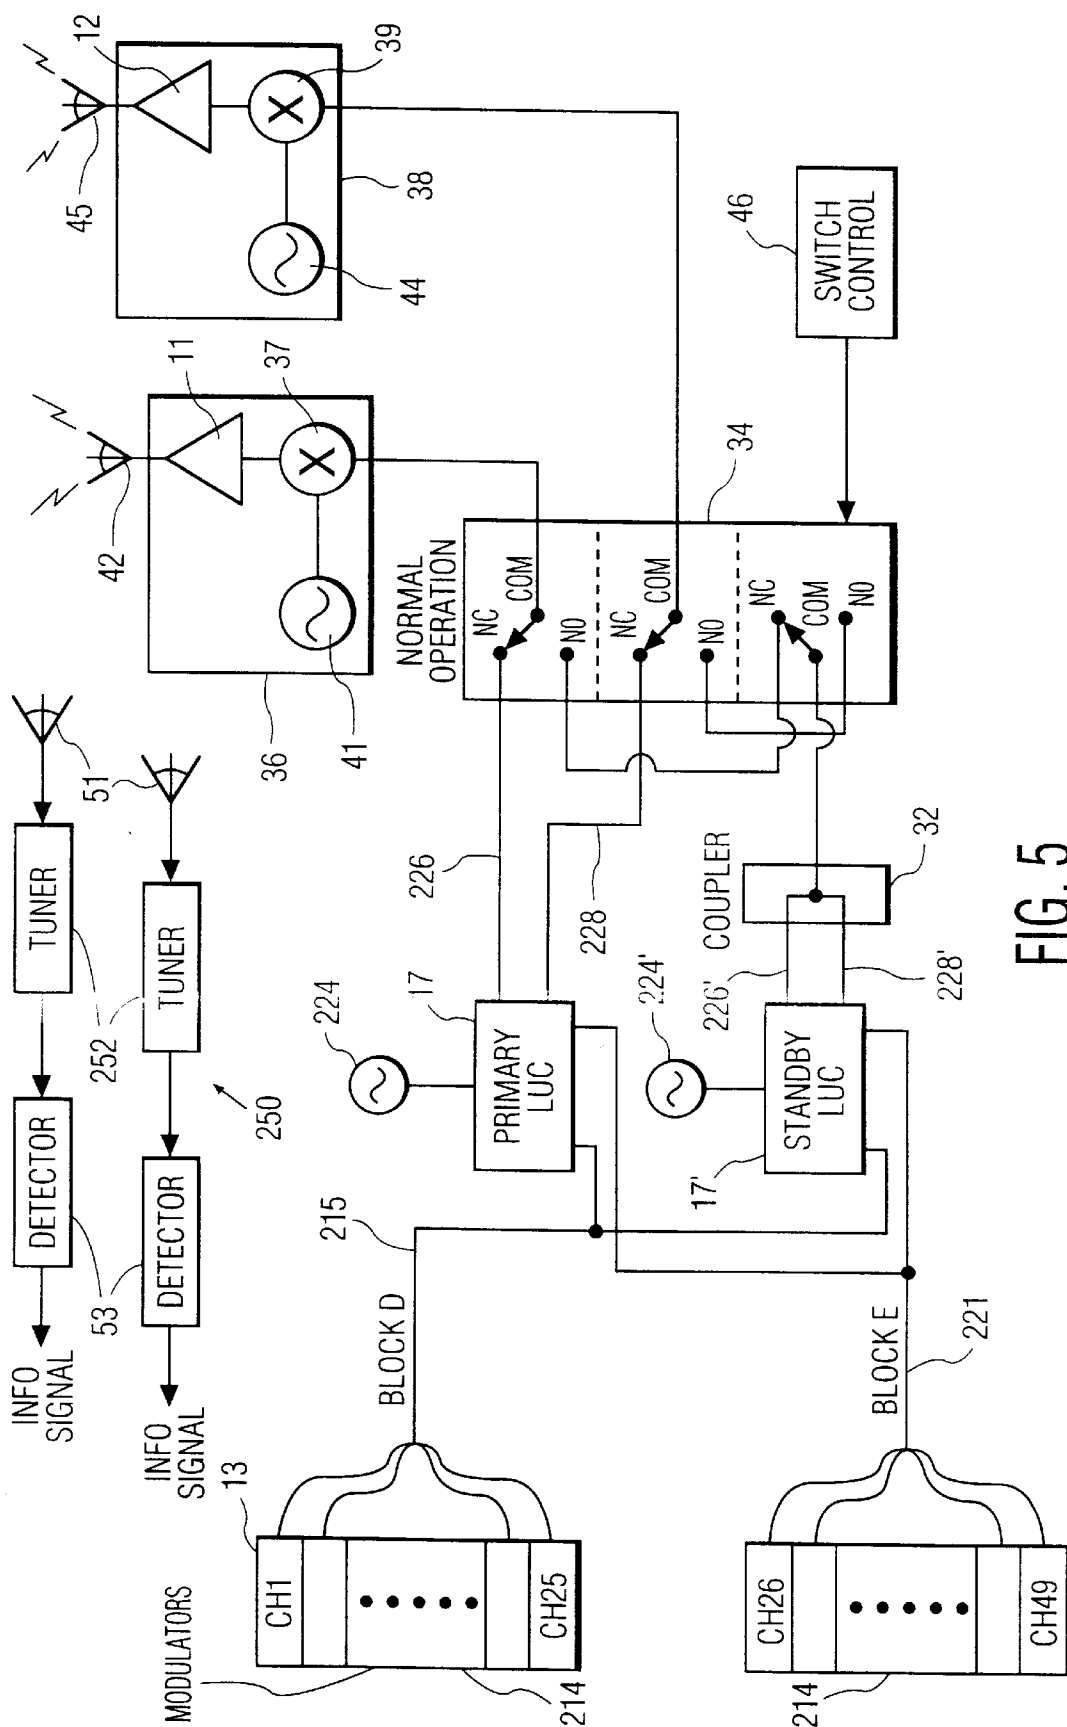 INFO
SIGNAL
DETECTOR
TUNER
51
INFO
SIGNAL
DETECTOR
TUNER
53
252
250
MODULATORS
13
CH1
CH25
214
BLOCK D
215
224
17
PRIMARY
LUC
226
228
36
41
42
11
37
45
12
39
38
44
NORMAL
OPERATION
NC
COM
NO
NC
COM
NO
NC
COM
NO
34
46
SWITCH
CONTROL
CH26
CH49
214
BLOCK E
221
224'
17'
STANDBY
LUC
226'
228'
COUPLER
32
FIG. 5